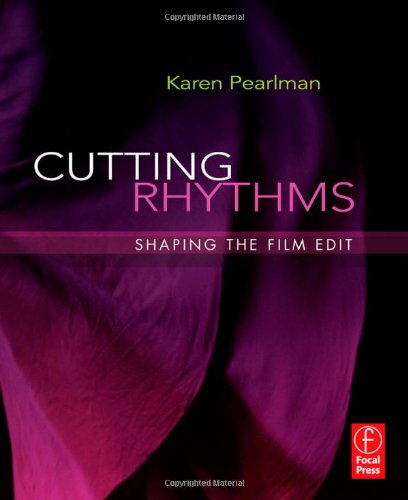 Copyrighted Material
Karen Pearlman
CUTTING
RHYTHMS
SHAPING THE FILM EDIT
f
Focal
Press
Copyrighted Material